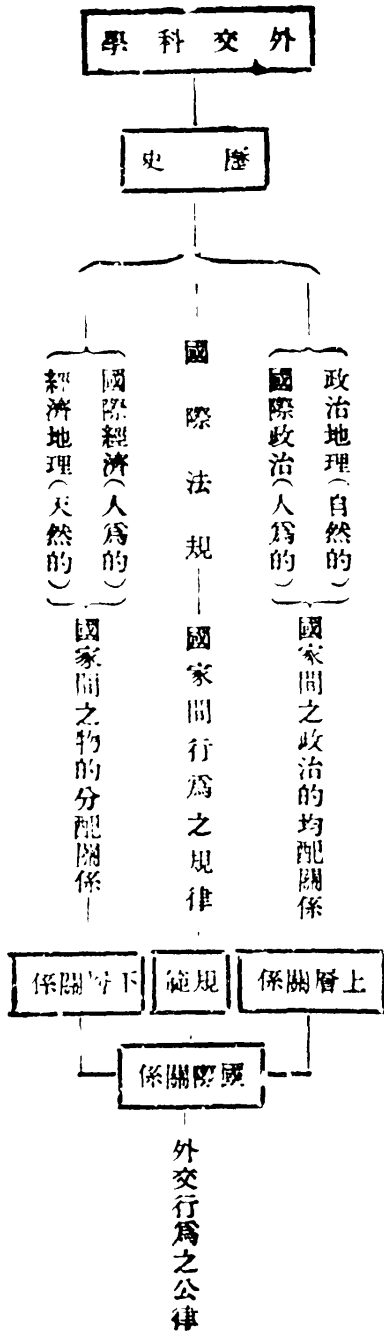 外交科學
歷史
政治地理(自然的)
國際政治(人爲的)
國家間之政治的均配關係
上層關係
國際法規
國家間行爲之規律
規範
國際經濟(人爲的)
經濟地理(天然的)
國家間之物的分配關係
下層關係
國際關係
外交行爲之公律